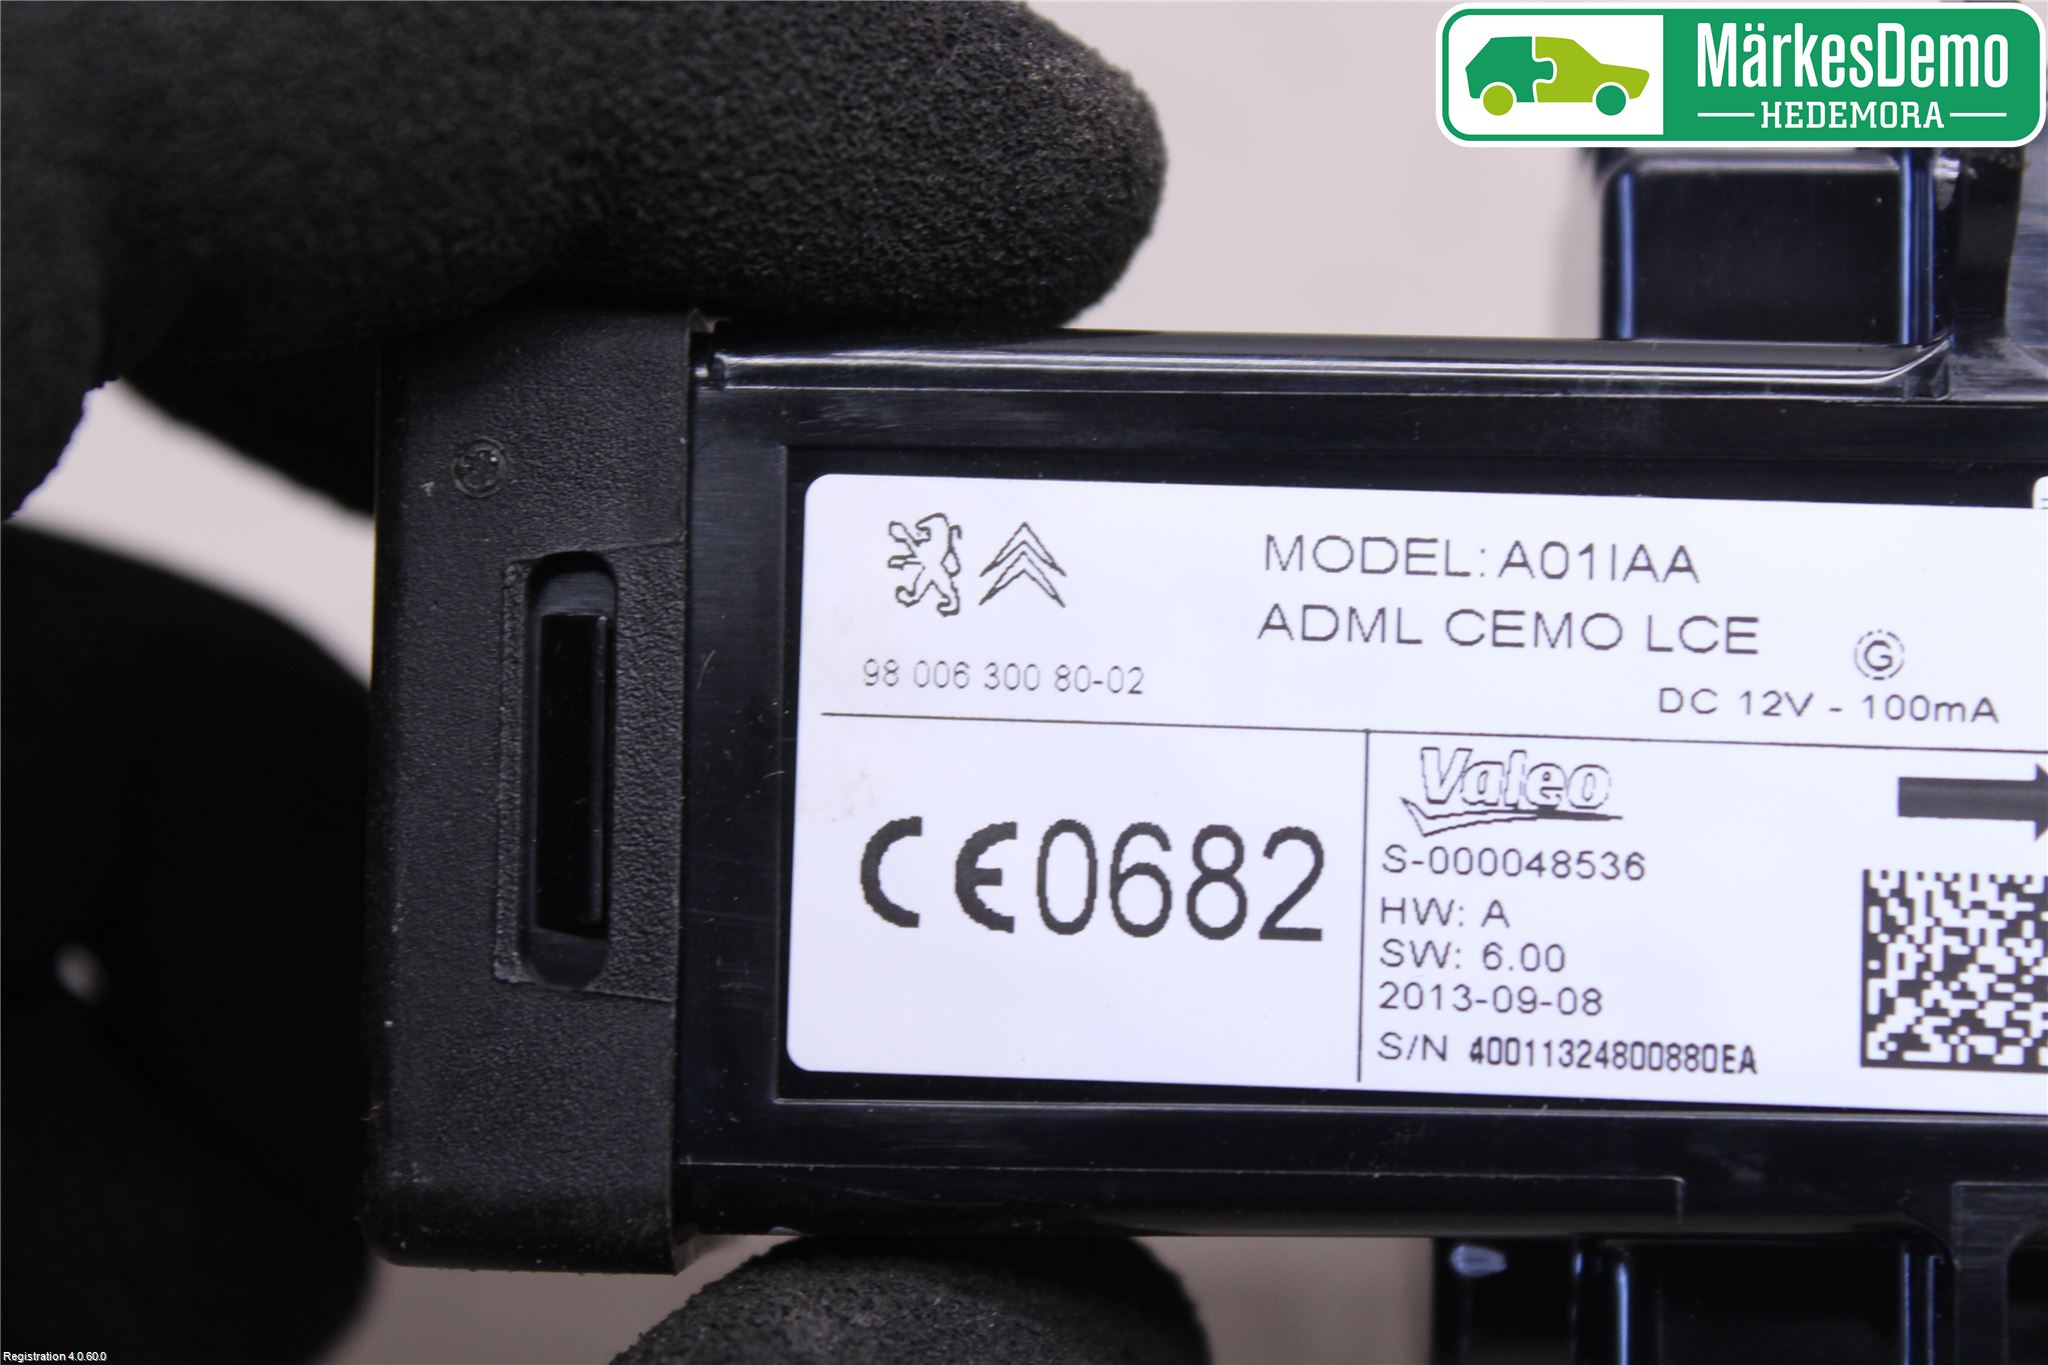 MärkesDemo
HEDEMORA
MODEL: A01IAA
ADML CEMO LCE
G
98 006 300 80-02
DC 12V - 100mA
CE0682
Valeo
S-000048536
HW: A
SW: 6.00
2013-09-08
S/N 40011324800880EA
Registration 4.0.60.0